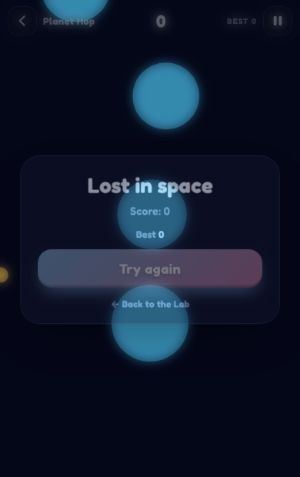 Planet Hop
0
BEST 0
Lost in space
Score: 0
Best 0
Try again
← Back to the Lab